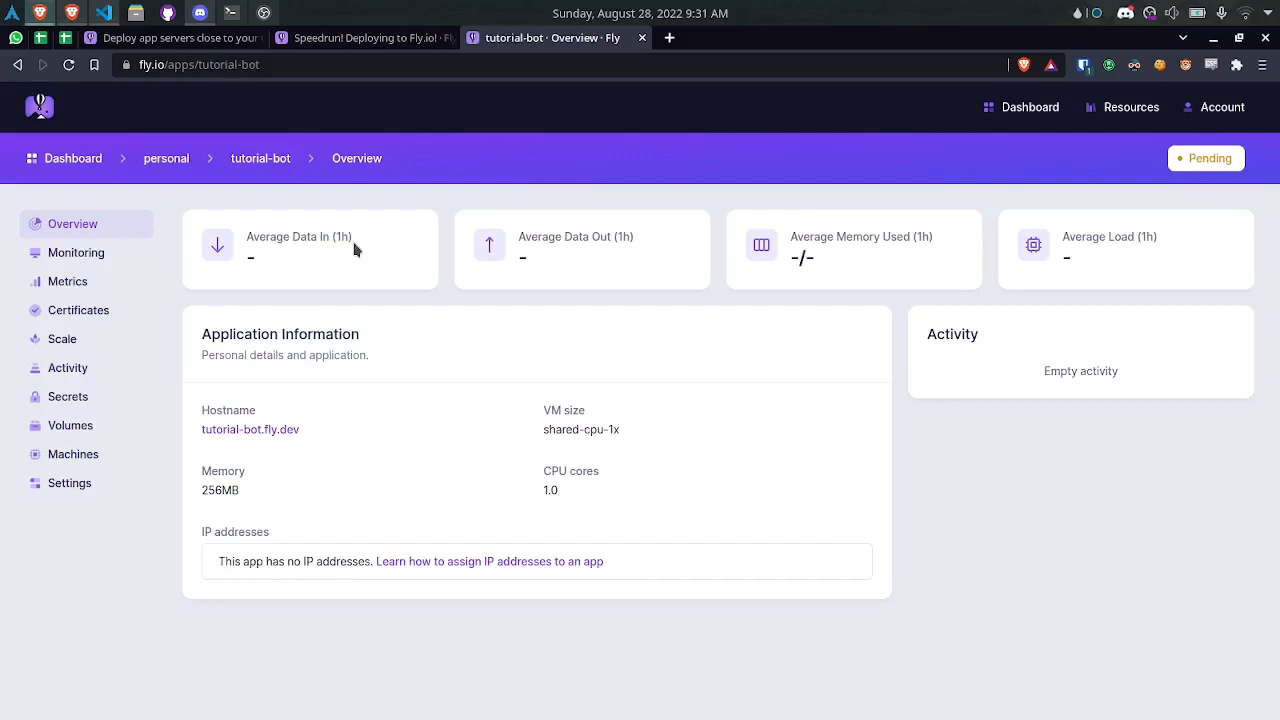 Sunday, August 28, 2022 9:31 AM
Deploy app servers close to your
Speedrun! Deploying to Fly.io! · Fl
tutorial-bot · Overview · Fly
fly.io/apps/tutorial-bot
1
Dashboard
Resources
Account
Dashboard
personal
tutorial-bot
Overview
Pending
Overview
Monitoring
Metrics
Certificates
Scale
Activity
Secrets
Volumes
Machines
Settings
Average Data In (1h)
-
Average Data Out (1h)
-
Average Memory Used (1h)
-/-
Average Load (1h)
-
Application Information
Personal details and application.
Hostname
tutorial-bot.fly.dev
VM size
shared-cpu-1x
Memory
256MB
CPU cores
1.0
IP addresses
This app has no IP addresses. Learn how to assign IP addresses to an app
Activity
Empty activity